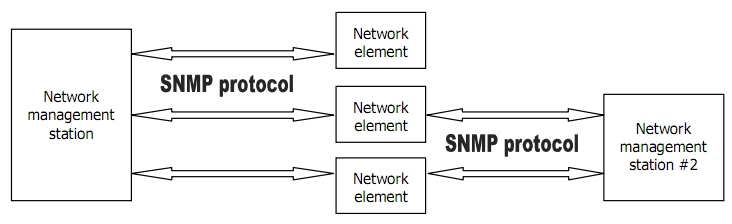 Network
element
Network
management
station
SNMP protocol
Network
element
Network
management
station #2
SNMP protocol
Network
element